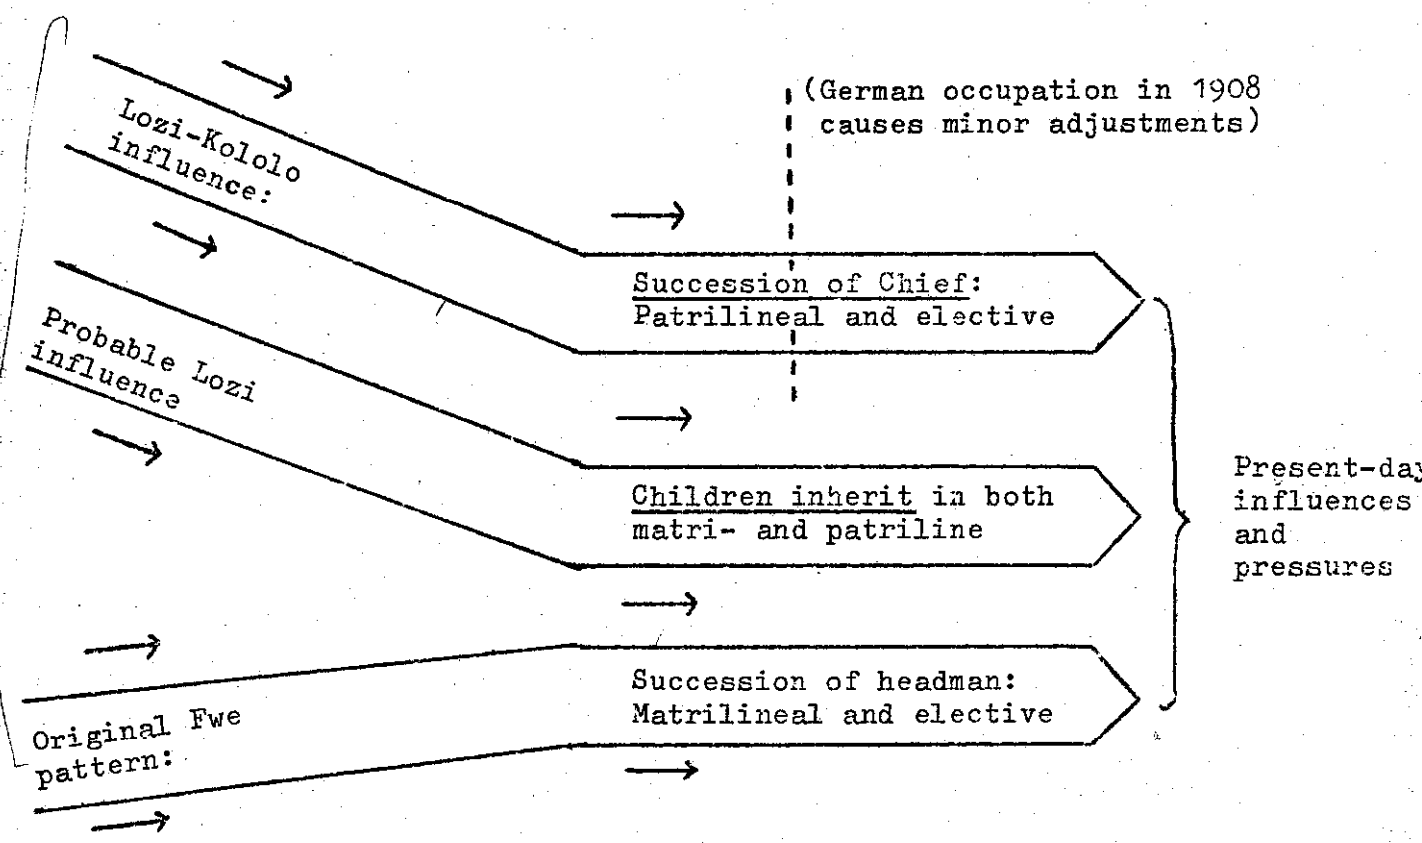 (German occupation in 1908
causes minor adjustments)
Lozi-Kololo
influence:
Succession of Chief:
Patrilineal and elective
Probable Lozi
influence
Children inherit in both
matri- and patriline
Present-day
influences
and
pressures
Original Fwe
pattern:
Succession of headman:
Matrilineal and elective